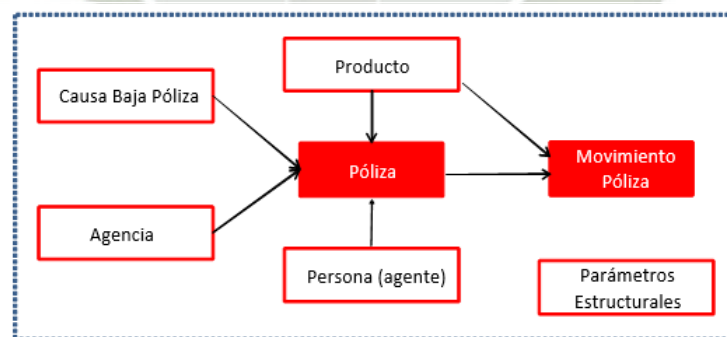 Producto
Causa Baja Póliza
Póliza
Movimiento
Póliza
Agencia
Persona (agente)
Parámetros
Estructurales